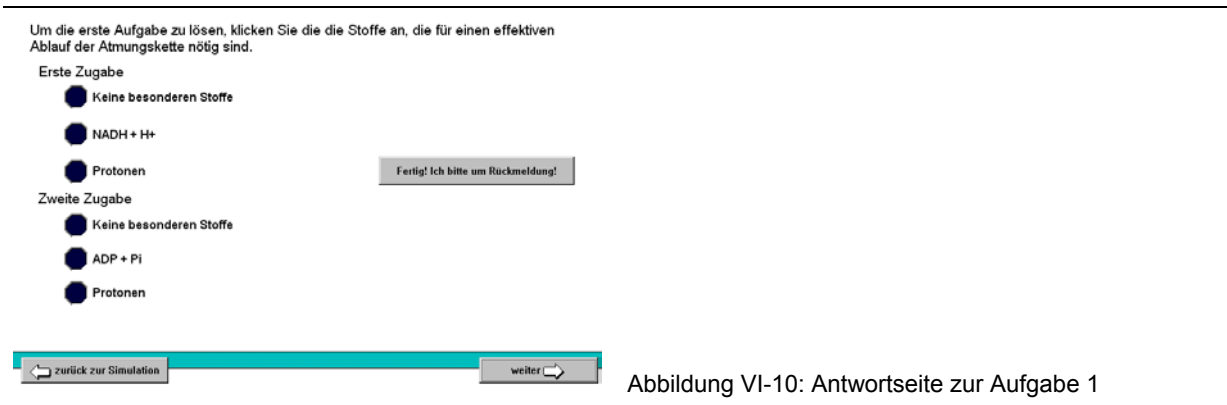 Um die erste Aufgabe zu lösen, klicken Sie die die Stoffe an, die für einen effektiven
Ablauf der Atmungskette nötig sind.
Erste Zugabe
Keine besonderen Stoffe
NADH + H+
Protonen
Fertig! Ich bitte um Rückmeldung!
Zweite Zugabe
Keine besonderen Stoffe
ADP + Pi
Protonen
zurück zur Simulation
weiter
Abbildung VI-10: Antwortseite zur Aufgabe 1